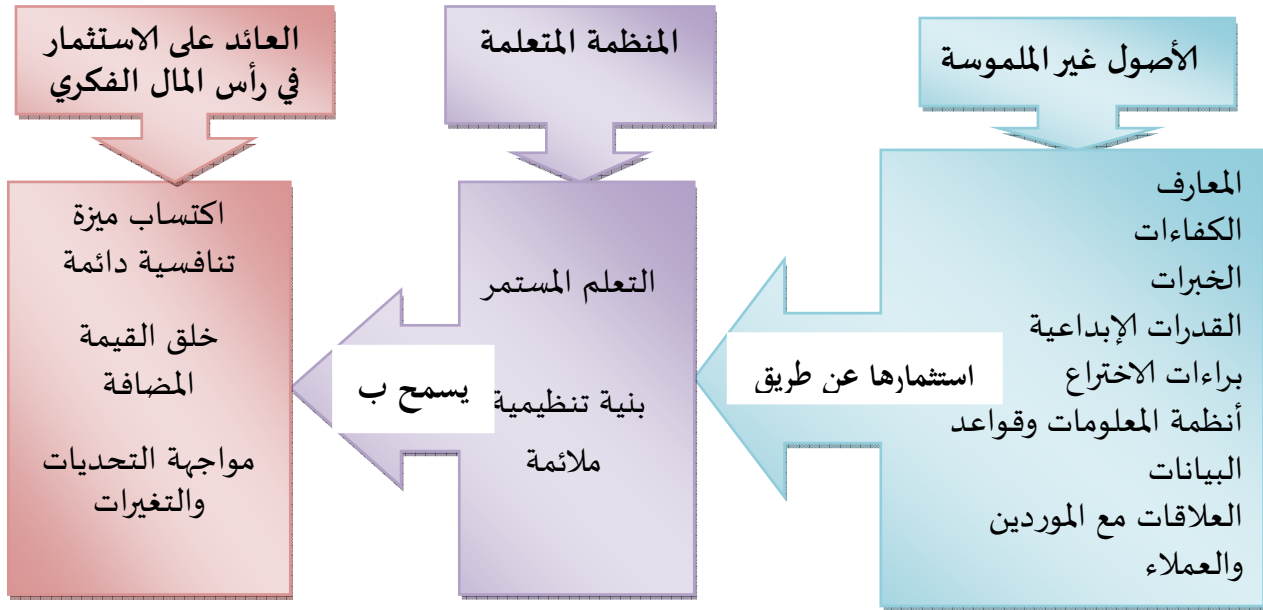 الأصول غير الملموسة
المعارف
الكفاءات
الخبرات
القدرات الإبداعية
براءات الاختراع
أنظمة المعلومات وقواعد
البيانات
العلاقات مع الموردين
والعملاء
استثمارها عن طريق
المنظمة المتعلمة
التعلم المستمر
بنية تنظيمية
ملائمة
يسمح ب
العائد على الاستثمار
في رأس المال الفكري
اكتساب ميزة
تنافسية دائمة
خلق القيمة
المضافة
مواجهة التحديات
والتغيرات